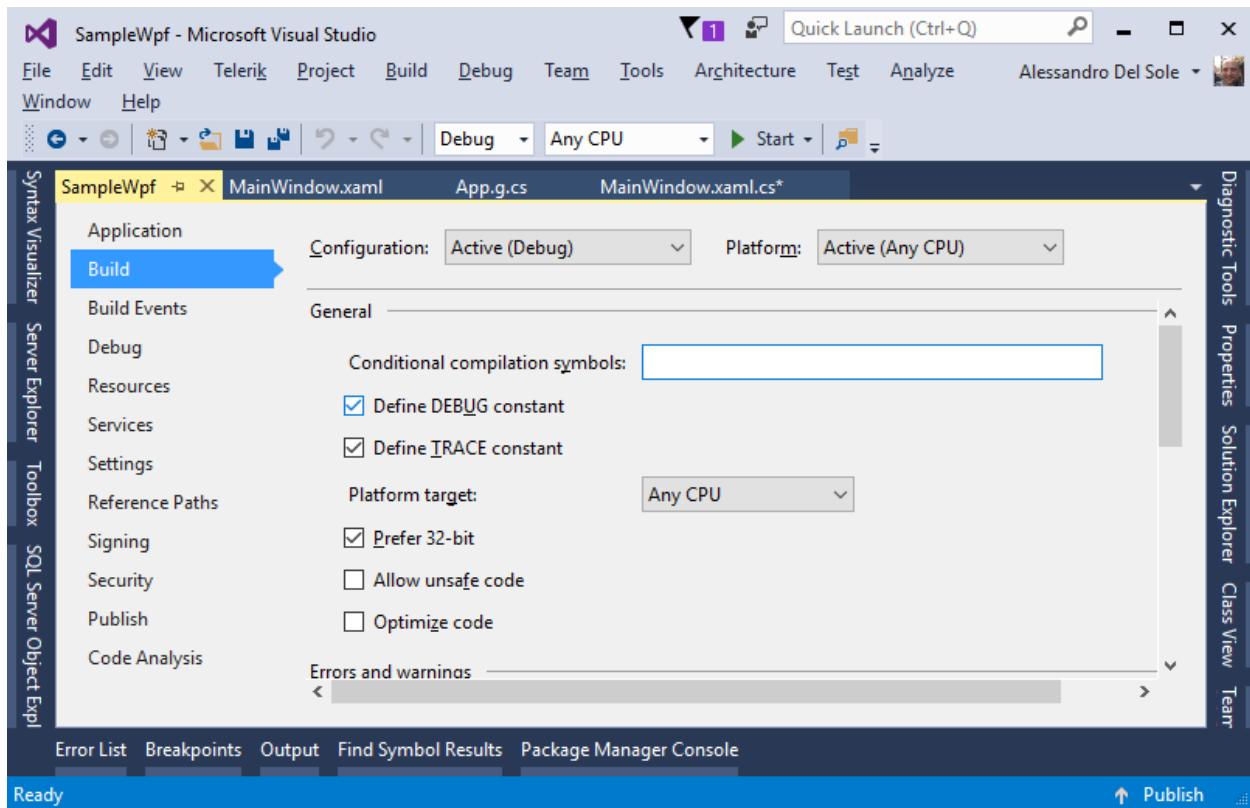 SampleWpf - Microsoft Visual Studio
1
Quick Launch (Ctrl+Q)
File Edit View Telerik Project Build Debug Team Tools Architecture Test Analyze
Alessandro Del Sole
Window Help
Debug
Any CPU
Start
Syntax Visualizer
Server Explorer
Toolbox
SQL Server Object Expl
SampleWpf
MainWindow.xaml
App.g.cs
MainWindow.xaml.cs*
Application
Build
Build Events
Debug
Resources
Services
Settings
Reference Paths
Signing
Security
Publish
Code Analysis
Configuration: Active (Debug)
Platform: Active (Any CPU)
General
Conditional compilation symbols:
Define DEBUG constant
Define TRACE constant
Platform target: Any CPU
Prefer 32-bit
Allow unsafe code
Optimize code
Errors and warnings
Diagnostic Tools
Properties
Solution Explorer
Class View
Team
Error List Breakpoints Output Find Symbol Results Package Manager Console
Ready
Publish